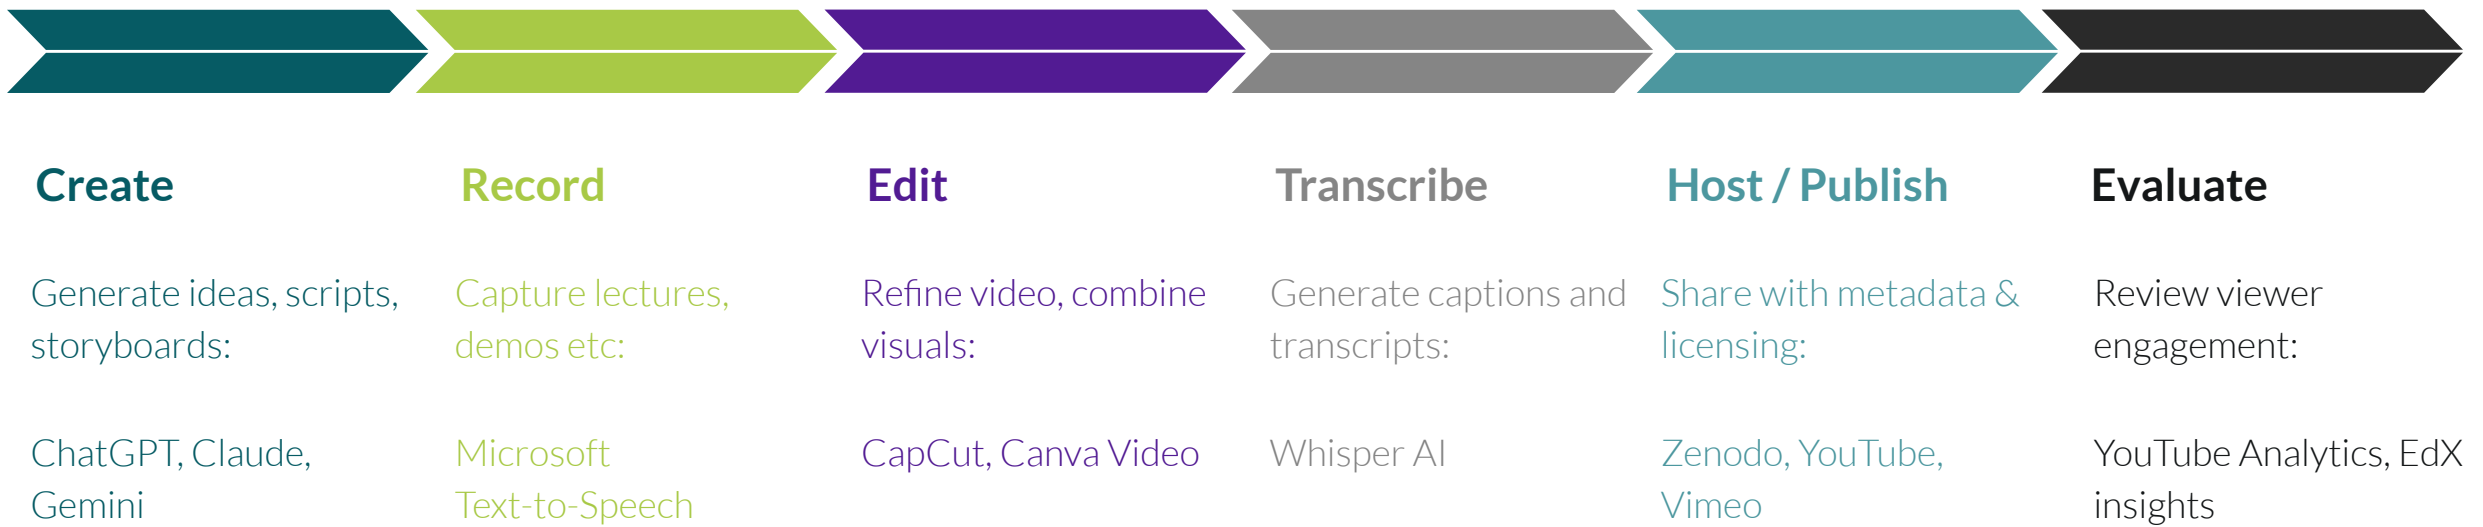 Create
Generate ideas, scripts,
storyboards:
ChatGPT, Claude,
Gemini
Record
Capture lectures,
demos etc:
Microsoft
Text-to-Speech
Edit
Refine video, combine
visuals:
CapCut, Canva Video
Transcribe
Generate captions and
transcripts:
Whisper AI
Host / Publish
Share with metadata &
licensing:
Zenodo, YouTube,
Vimeo
Evaluate
Review viewer
engagement:
YouTube Analytics, EdX
insights